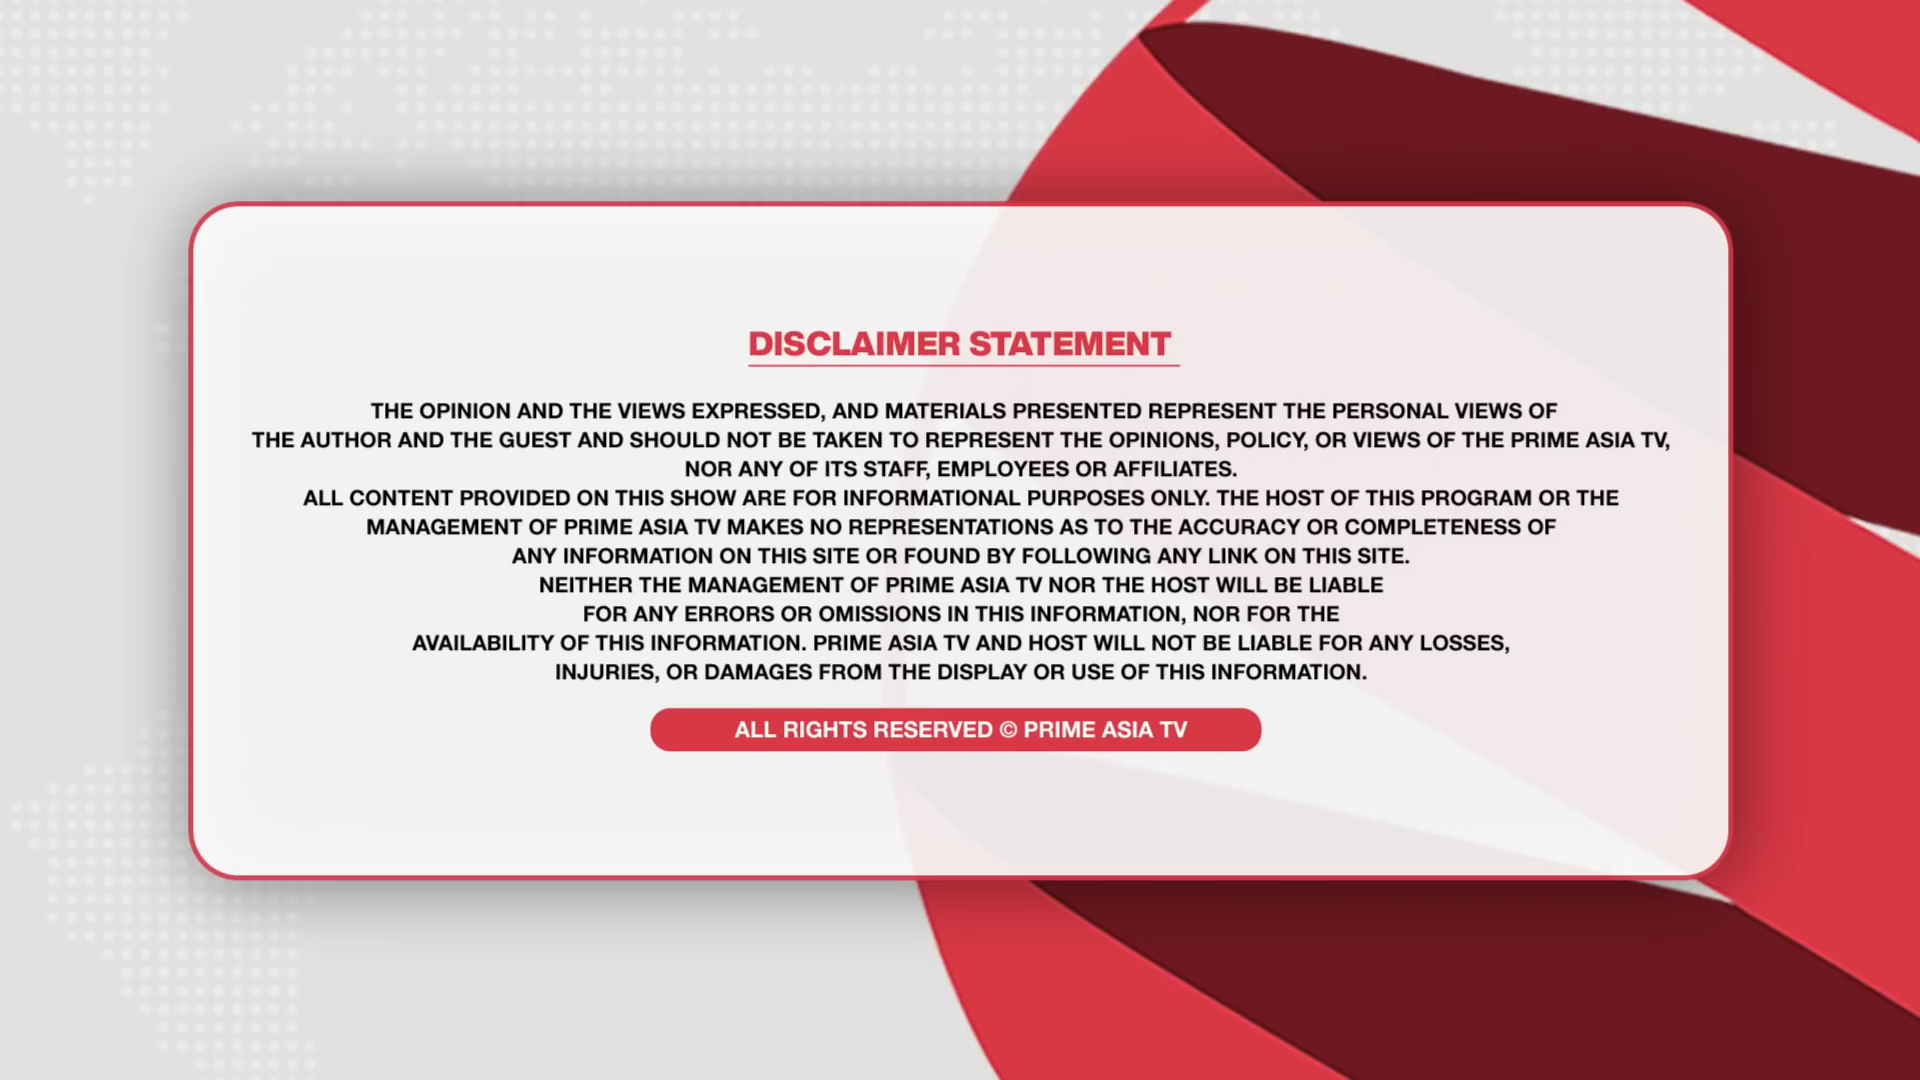 DISCLAIMER STATEMENT
THE OPINION AND THE VIEWS EXPRESSED, AND MATERIALS PRESENTED REPRESENT THE PERSONAL VIEWS OF
THE AUTHOR AND THE GUEST AND SHOULD NOT BE TAKEN TO REPRESENT THE OPINIONS, POLICY, OR VIEWS OF THE PRIME ASIA TV,
NOR ANY OF ITS STAFF, EMPLOYEES OR AFFILIATES.
ALL CONTENT PROVIDED ON THIS SHOW ARE FOR INFORMATIONAL PURPOSES ONLY. THE HOST OF THIS PROGRAM OR THE
MANAGEMENT OF PRIME ASIA TV MAKES NO REPRESENTATIONS AS TO THE ACCURACY OR COMPLETENESS OF
ANY INFORMATION ON THIS SITE OR FOUND BY FOLLOWING ANY LINK ON THIS SITE.
NEITHER THE MANAGEMENT OF PRIME ASIA TV NOR THE HOST WILL BE LIABLE
FOR ANY ERRORS OR OMISSIONS IN THIS INFORMATION, NOR FOR THE
AVAILABILITY OF THIS INFORMATION. PRIME ASIA TV AND HOST WILL NOT BE LIABLE FOR ANY LOSSES,
INJURIES, OR DAMAGES FROM THE DISPLAY OR USE OF THIS INFORMATION.
ALL RIGHTS RESERVED © PRIME ASIA TV